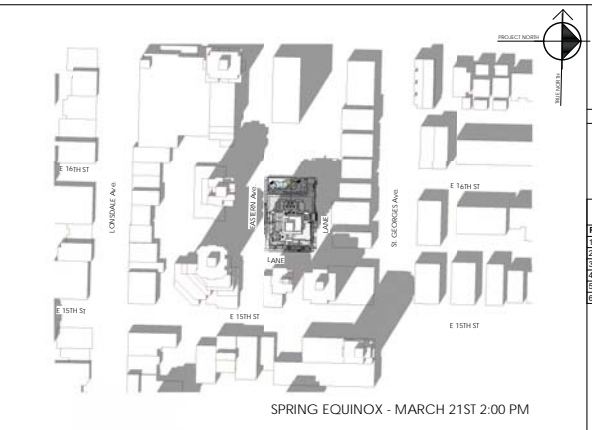 PROJECT NORTH
TRUE NORTH
E 16TH ST
LONSDALE Ave.
EASTERN Ave.
LANE
LANE
St. GEORGES Ave.
E 16TH ST
E 15TH St
E 15TH ST
E 15TH ST
SPRING EQUINOX - MARCH 21ST 2:00 PM